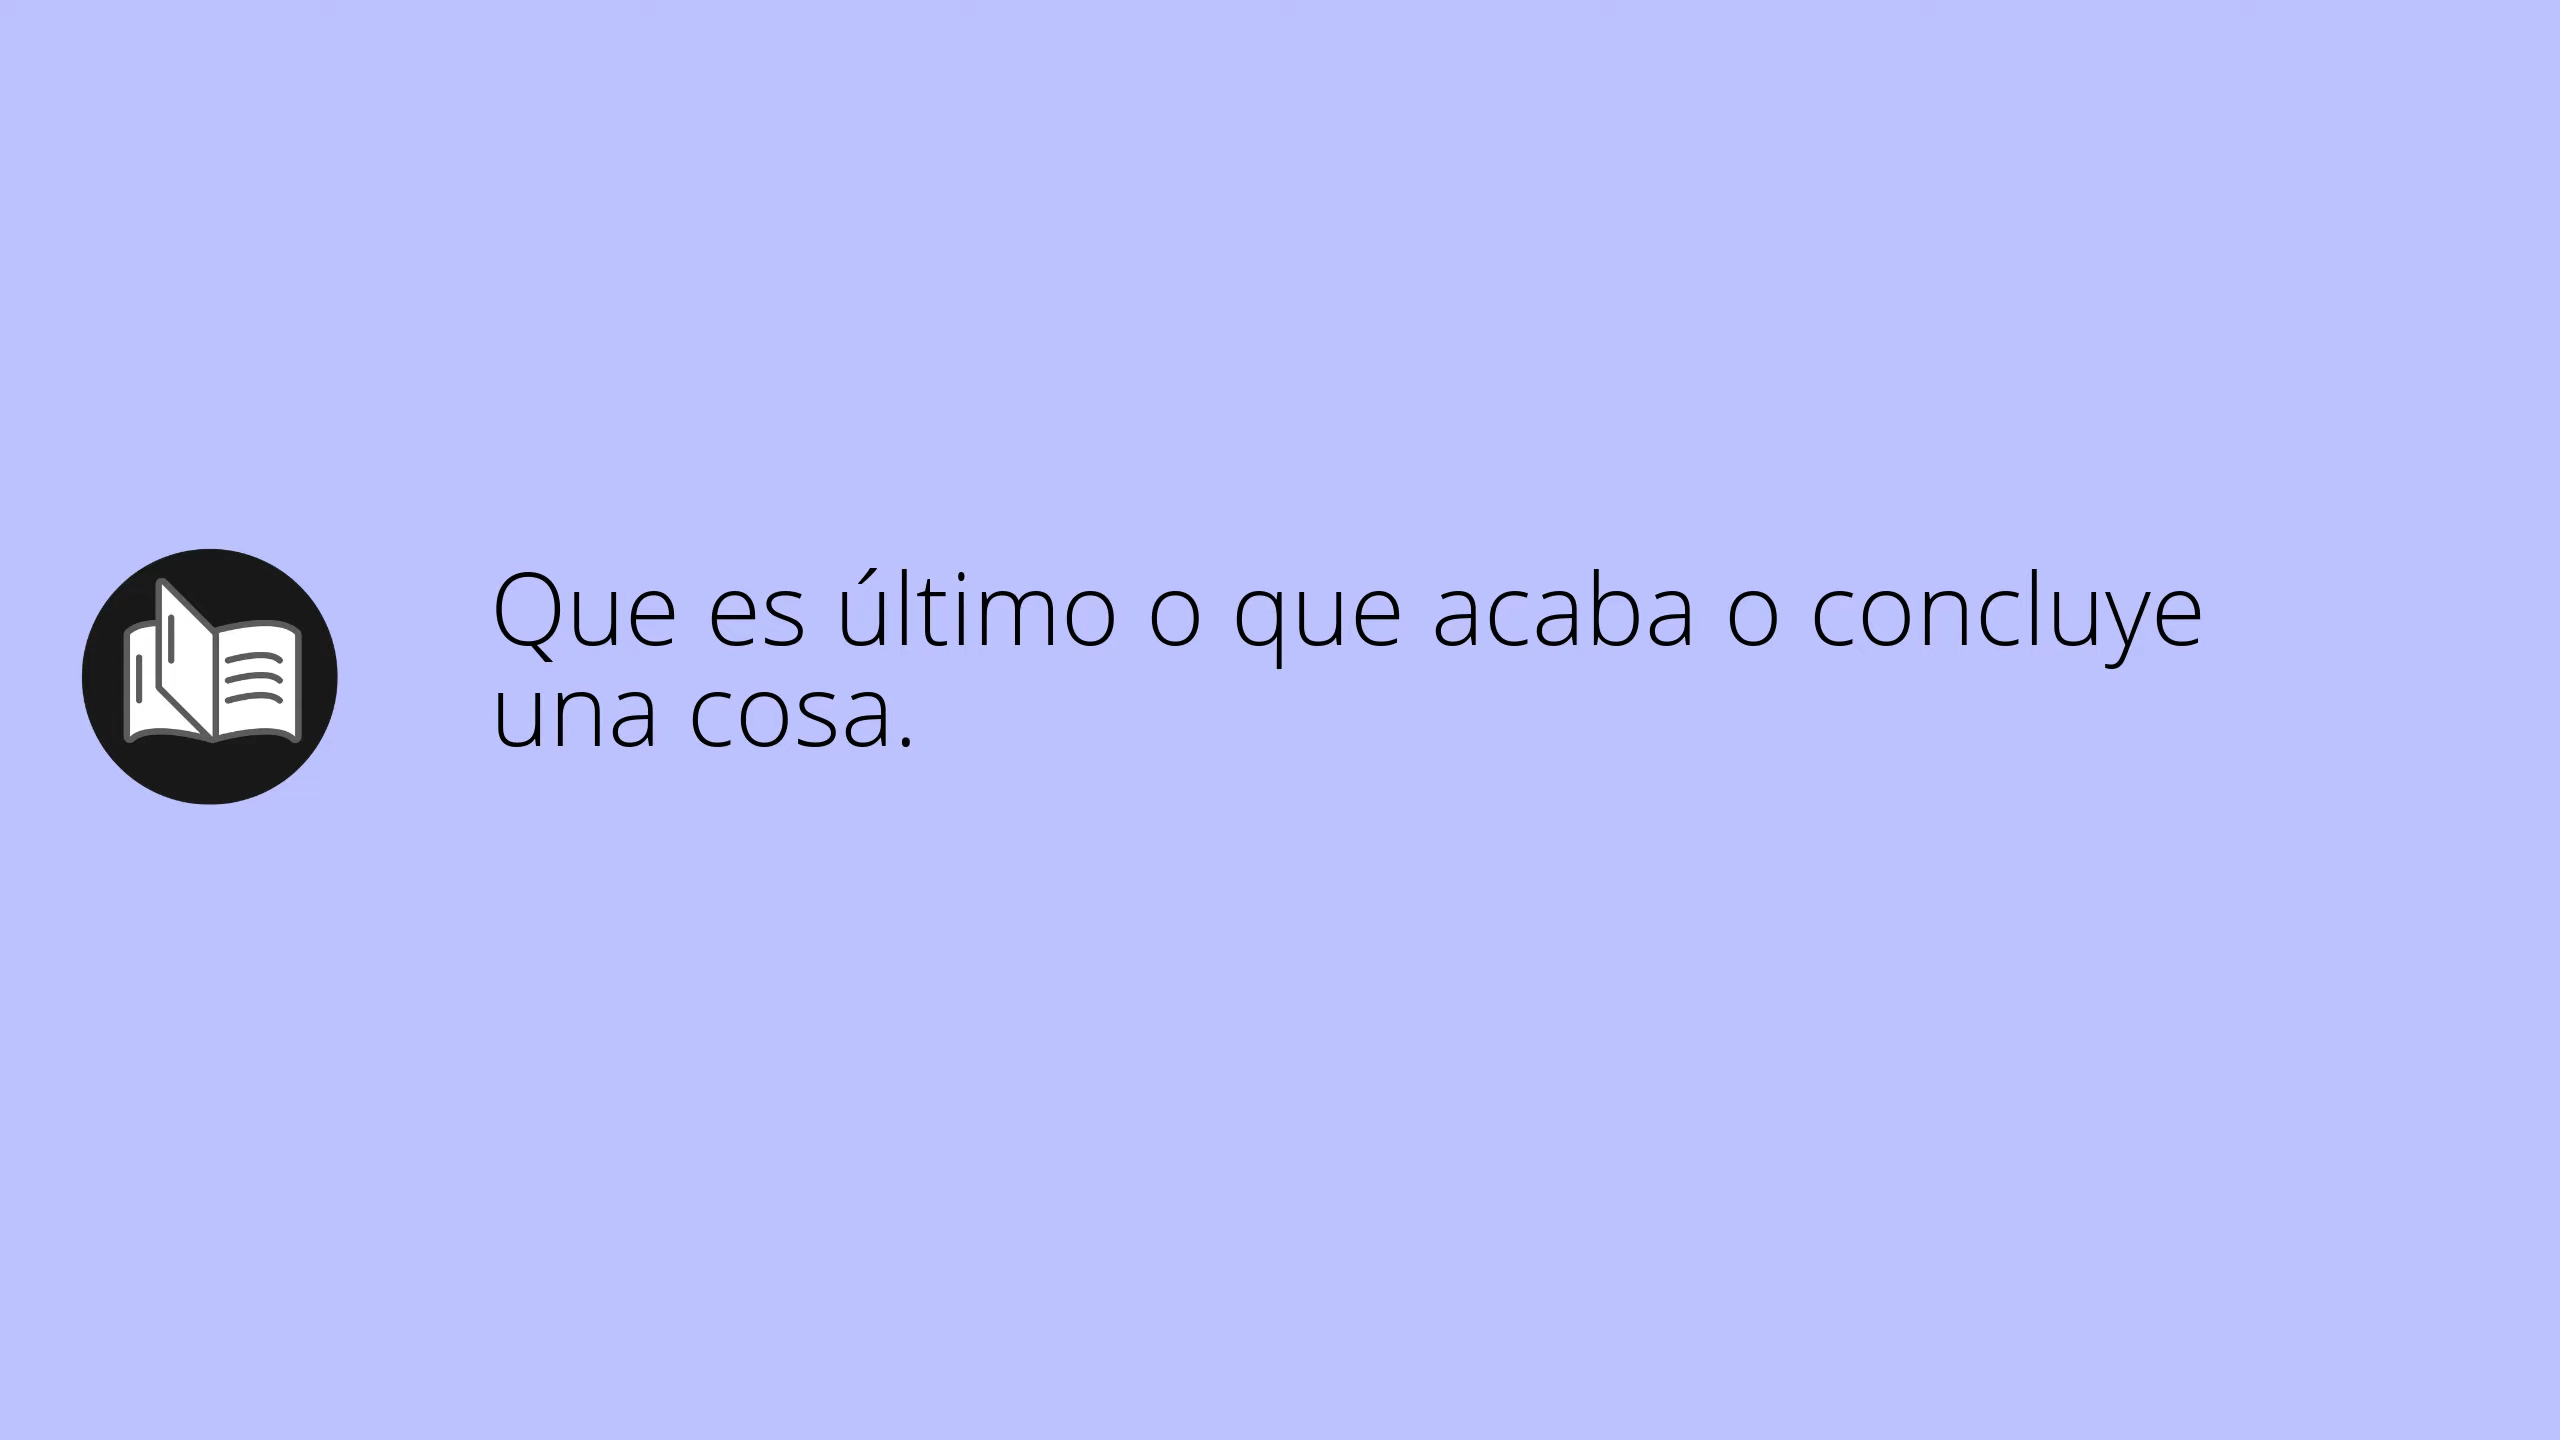 Que es último o que acaba o concluye
una cosa.